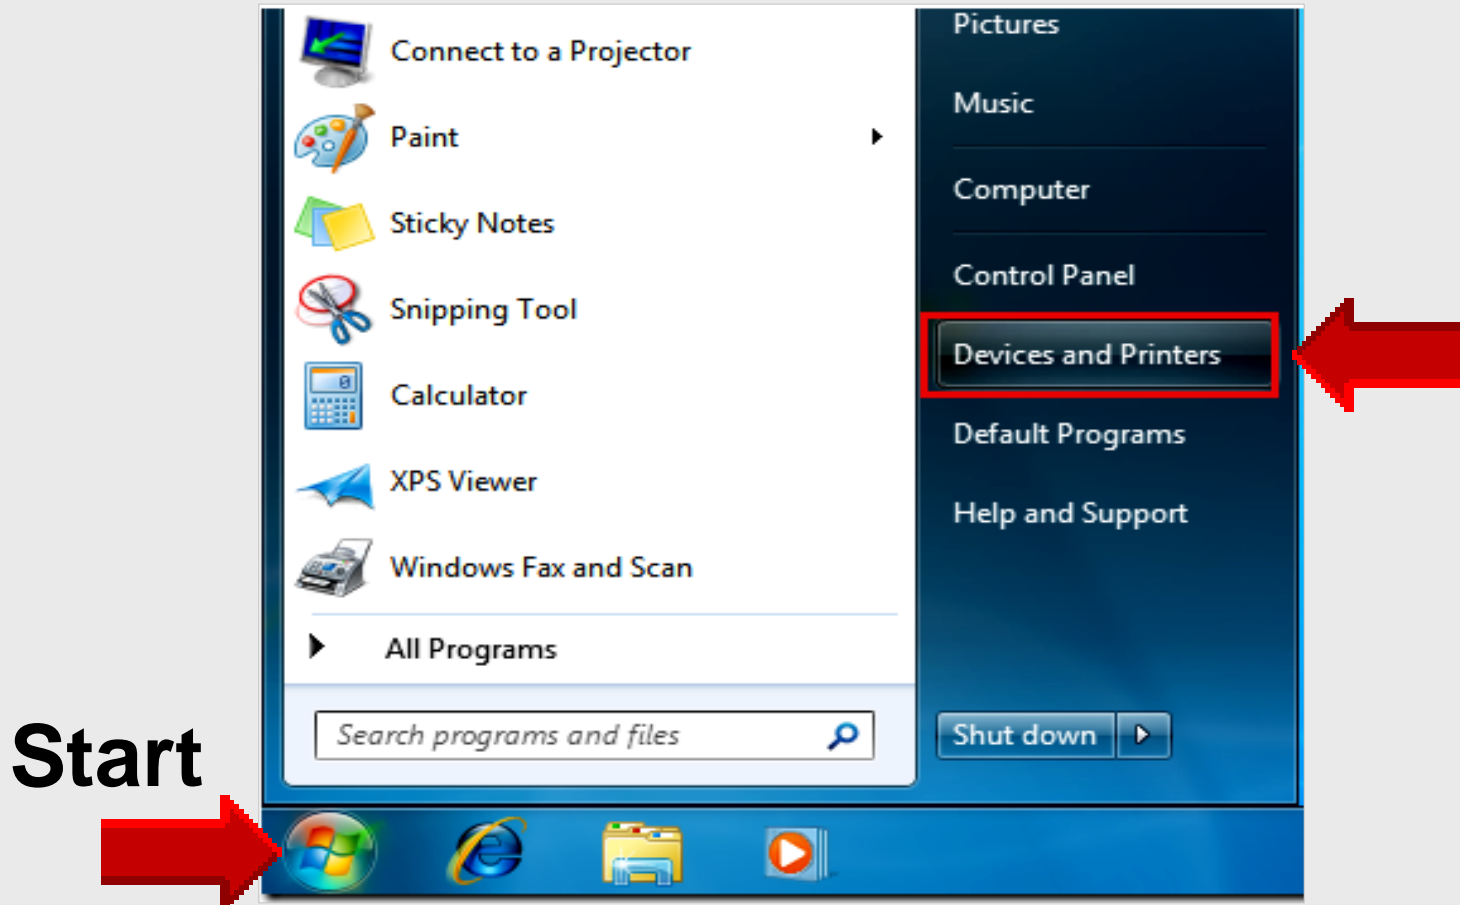 Connect to a Projector
Paint
Sticky Notes
Snipping Tool
Calculator
XPS Viewer
Windows Fax and Scan
All Programs
Search programs and files
Pictures
Music
Computer
Control Panel
Devices and Printers
Default Programs
Help and Support
Shut down
Start